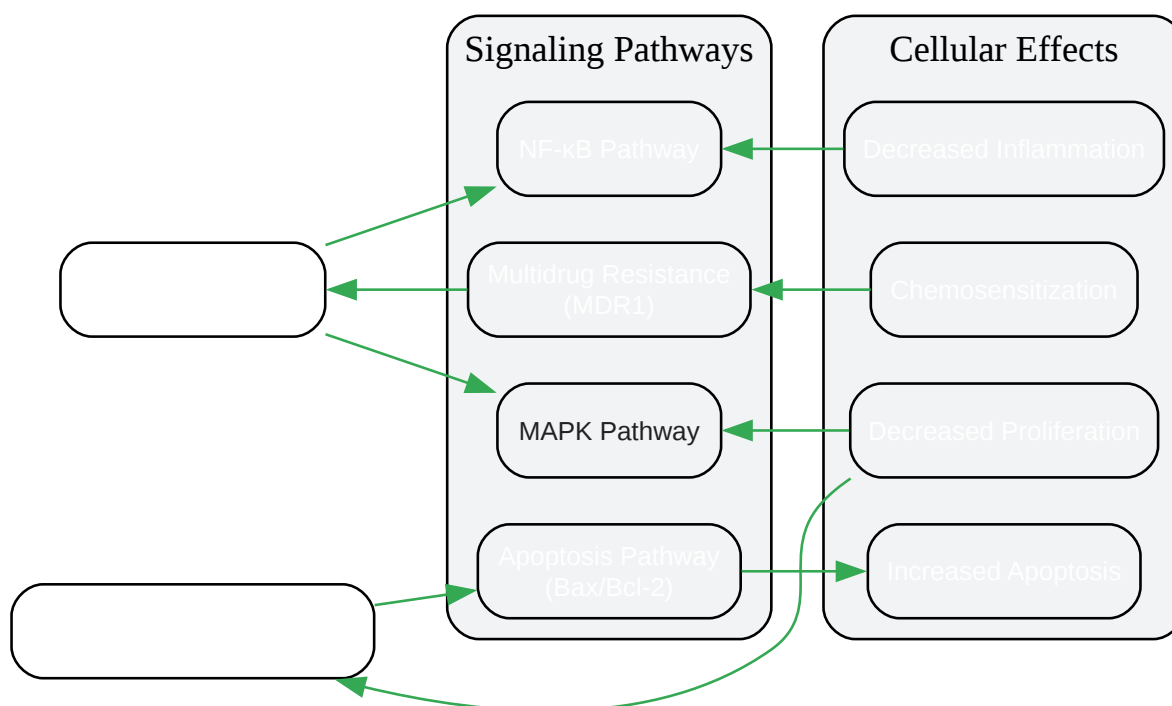 Signaling Pathways
Cellular Effects
NF-κB Pathway
Decreased Inflammation
Multidrug Resistance
(MDR1)
Chemosensitization
MAPK Pathway
Decreased Proliferation
Apoptosis Pathway
(Bax/Bcl-2)
Increased Apoptosis